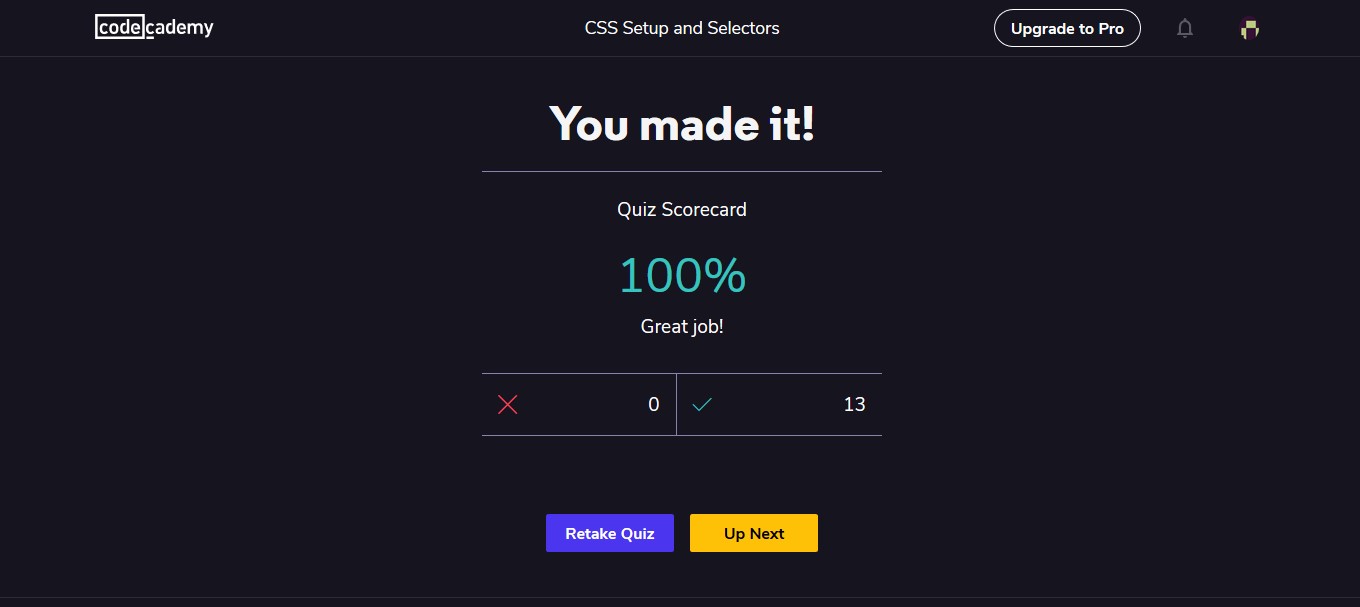 codecademy
CSS Setup and Selectors
Upgrade to Pro
You made it!
Quiz Scorecard
100%
Great job!
0
13
Retake Quiz
Up Next